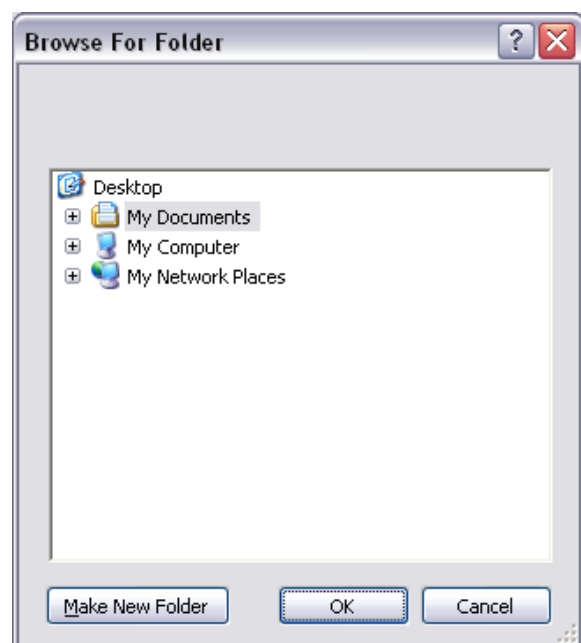 Browse For Folder
Desktop
My Documents
My Computer
My Network Places
Make New Folder OK Cancel